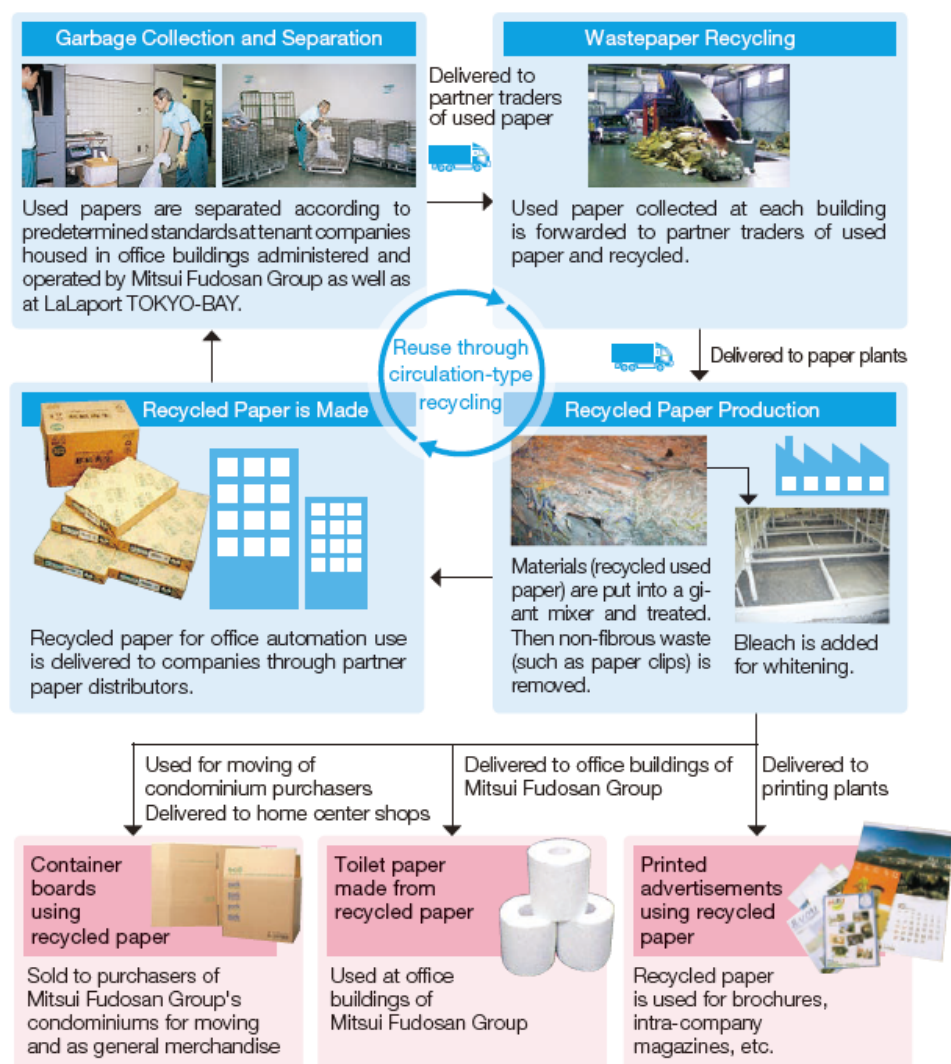 Garbage Collection and Separation
Used papers are separated according to
predetermined standards at tenant companies
housed in office buildings administered and
operated by Mitsui Fudosan Group as well as
at LaLaport TOKYO-BAY.
Delivered to
partner traders
of used paper
Wastepaper Recycling
Used paper collected at each building
is forwarded to partner traders of used
paper and recycled.
Delivered to paper plants
Reuse through
circulation-type
recycling
Recycled Paper Production
Materials (recycled used
paper) are put into a gi-
ant mixer and treated.
Then non-fibrous waste
(such as paper clips) is
removed.
Bleach is added
for whitening.
Recycled Paper is Made
Recycled paper for office automation use
is delivered to companies through partner
paper distributors.
Used for moving of
condominium purchasers
Delivered to home center shops
Delivered to office buildings of
Mitsui Fudosan Group
Delivered to
printing plants
Container
boards
using
recycled paper
Sold to purchasers of
Mitsui Fudosan Group's
condominiums for moving
and as general merchandise
Toilet paper
made from
recycled paper
Used at office
buildings of
Mitsui Fudosan Group
Printed
advertisements
using recycled
paper
Recycled paper
is used for brochures,
intra-company
magazines, etc.